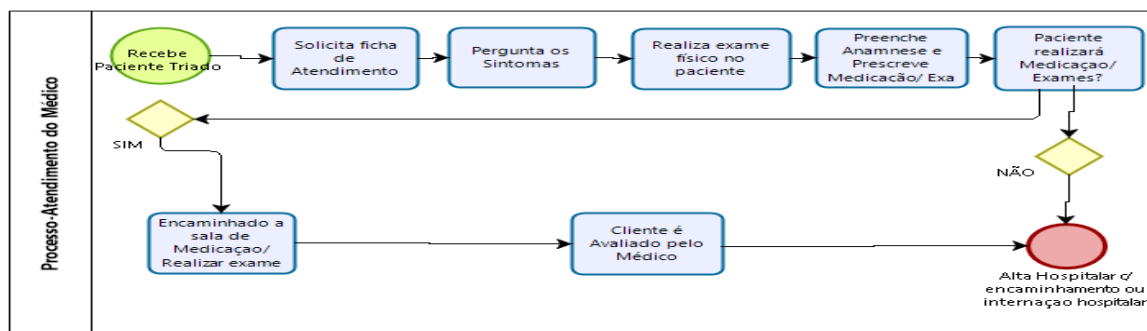 Processo-Atendimento do Médico
Recebe
Paciente Triado
Solicita ficha
de
Atendimento
Pergunta os
Sintomas
Realiza exame
físico no
paciente
Preenche
Anamnese e
Prescreve
Medicação/ Exa
Paciente
realizará
Medicaçao/
Exames?
SIM
NÃO
Encaminhado a
sala de
Medicaçao/
Realizar exame
Cliente é
Avaliado pelo
Médico
Alta Hospitalar c/
encaminhamento ou
internaçao hospitalar